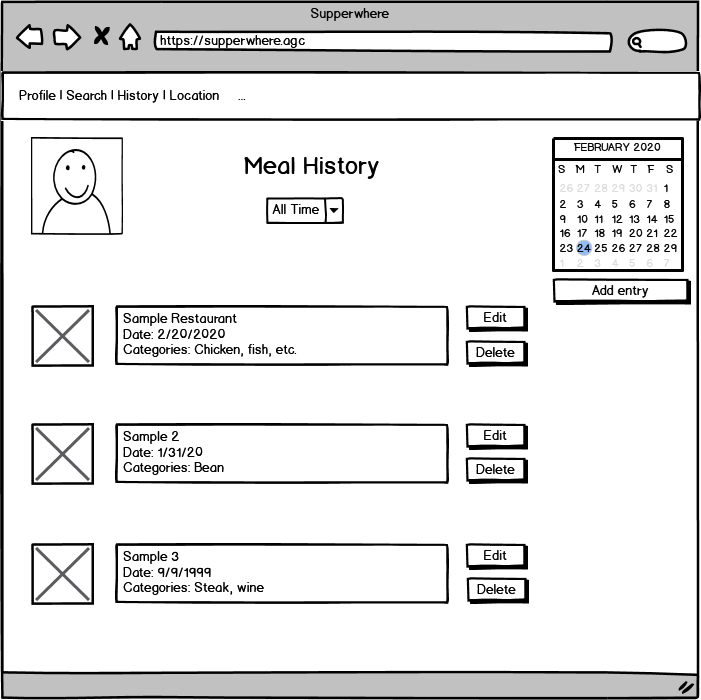 Supperwhere
https://supperwhere.agc
Profile | Search | History | Location ...
Meal History
All Time
FEBRUARY 2020
S M T W T F S
26 27 28 29 30 31 1
2 3 4 5 6 7 8
9 10 11 12 13 14 15
16 17 18 19 20 21 22
23 24 25 26 27 28 29
1 2 3 4 5 6 7
Add entry
Sample Restaurant
Date: 2/20/2020
Categories: Chicken, fish, etc.
Edit
Delete
Sample 2
Date: 1/31/20
Categories: Bean
Edit
Delete
Sample 3
Date: 9/9/1999
Categories: Steak, wine
Edit
Delete